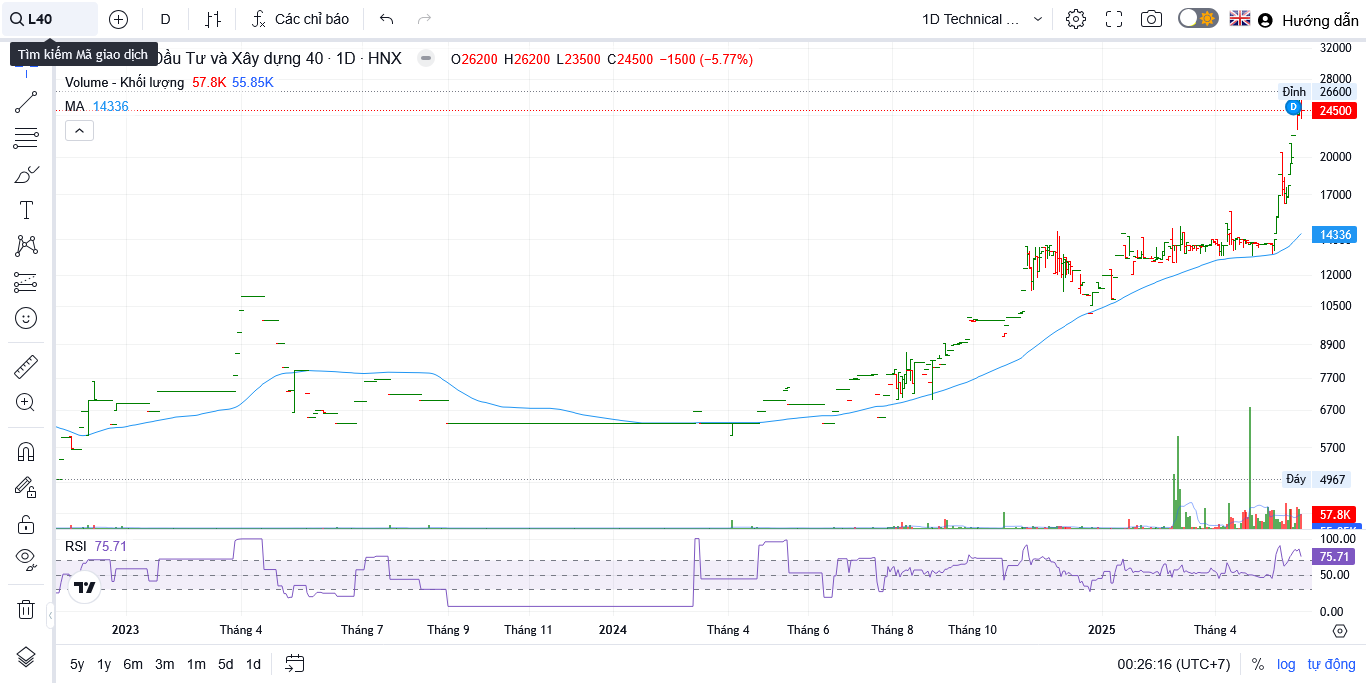 L40 D Các chỉ báo 1D Technical ... Hướng dẫn
Tìm kiếm Mã giao dịch
Đầu Tư và Xây dựng 40 · 1D · HNX O26200 H26200 L23500 C24500 −1500 (−5.77%)
Volume - Khối lượng 57.8K 55.85K
MA 14336
32000
28000
Đỉnh 26600
D
24500
20000
17000
14336
12000
10500
8900
7700
6700
5700
Đáy 4967
57.8K
RSI 75.71
100.00
75.71
50.00
0.00
2023 Tháng 4 Tháng 7 Tháng 9 Tháng 11 2024 Tháng 4 Tháng 6 Tháng 8 Tháng 10 2025 Tháng 4
5y 1y 6m 3m 1m 5d 1d 00:26:16 (UTC+7) % log tự động